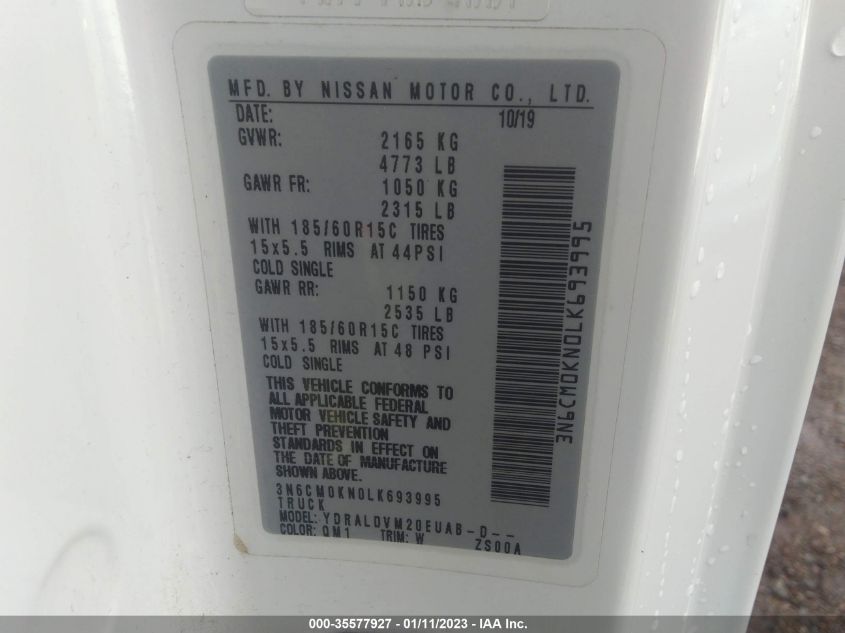 MFD. BY NISSAN MOTOR CO., LTD.
DATE: 10/19
GVWR: 2165 KG
4773 LB
GAWR FR: 1050 KG
2315 LB
WITH 185/60R15C TIRES
15x5.5 RIMS AT 44PSI
COLD SINGLE
GAWR RR: 1150 KG
2535 LB
WITH 185/60R15C TIRES
15x5.5 RIMS AT 48 PSI
COLD SINGLE
THIS VEHICLE CONFORMS TO
ALL APPLICABLE FEDERAL
MOTOR VEHICLE SAFETY AND
THEFT PREVENTION
STANDARDS IN EFFECT ON
THE DATE OF MANUFACTURE
SHOWN ABOVE.
3N6CM0KN0LK693995
TRUCK
MODEL: YDRALDVM20EUAB-D--
COLOR: QM1 TRIM: W ZS00A
3N6CM0KN0LK693995
000-35577927 - 01/11/2023 - IAA Inc.